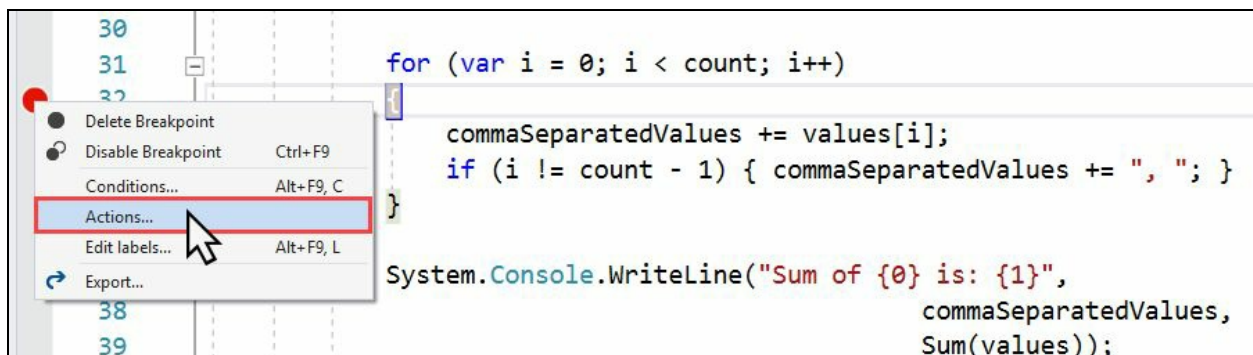 30
31 for (var i = 0; i < count; i++)
32 {
Delete Breakpoint
commaSeparatedValues += values[i];
Disable Breakpoint Ctrl+F9
if (i != count - 1) { commaSeparatedValues += ", "; }
Conditions... Alt+F9, C
Actions...
}
Edit labels... Alt+F9, L
System.Console.WriteLine("Sum of {0} is: {1}",
Export...
38 commaSeparatedValues,
39 Sum(values));